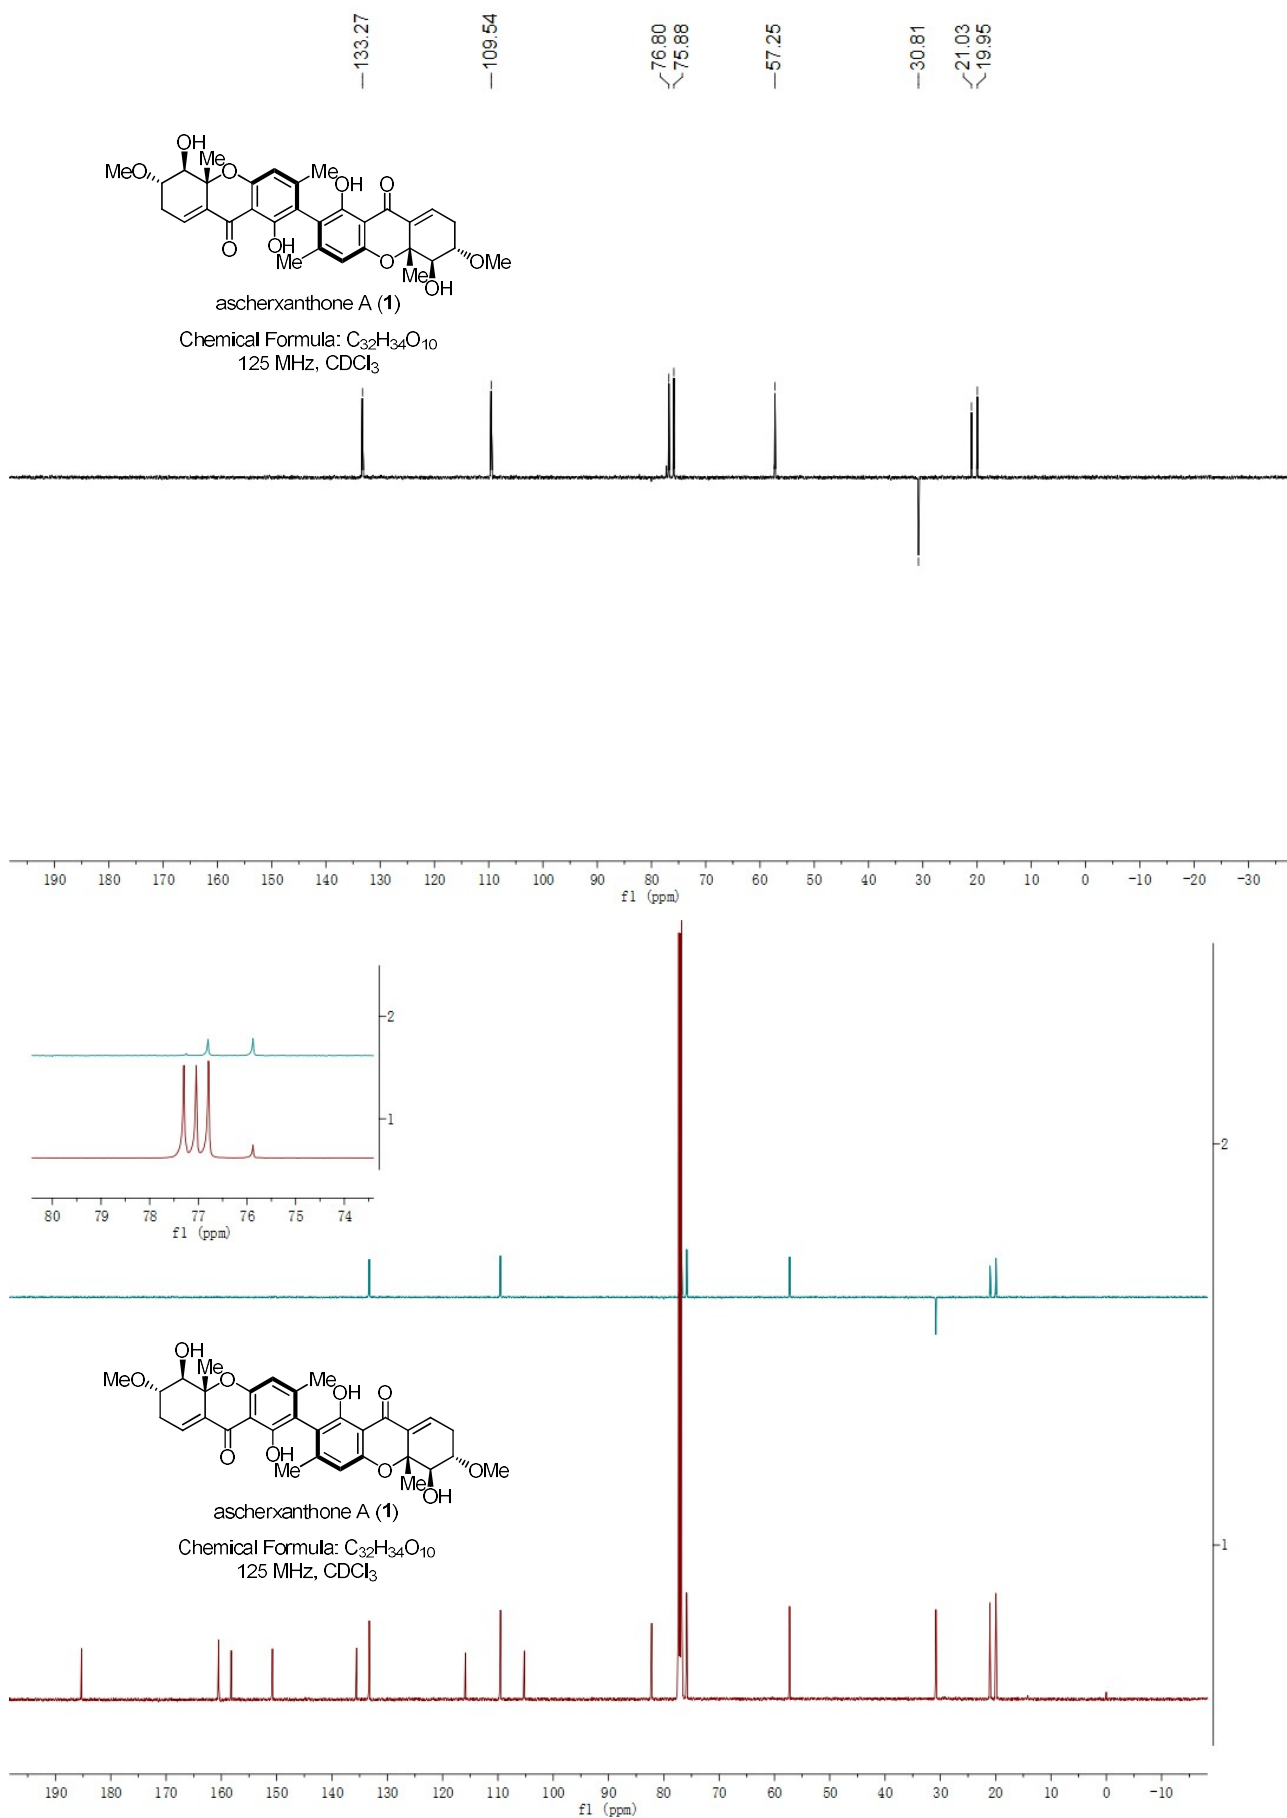 133.27
109.54
76.80
75.88
57.25
30.81
21.03
19.95
OH
Me
MeO
O
Me
OH
O
O
OH
Me
O
Me
OMe
OH
ascherxanthone A (1)
Chemical Formula: C₃₂H₃₄O₁₀
125 MHz, CDCl₃
190 180 170 160 150 140 130 120 110 100 90 80 70 60 50 40 30 20 10 0 -10 -20 -30
f1 (ppm)
2
1
80 79 78 77 76 75 74
f1 (ppm)
2
OH
Me
MeO
O
Me
OH
O
O
OH
Me
O
Me
OMe
OH
ascherxanthone A (1)
Chemical Formula: C₃₂H₃₄O₁₀
125 MHz, CDCl₃
1
190 180 170 160 150 140 130 120 110 100 90 80 70 60 50 40 30 20 10 0 -10
f1 (ppm)